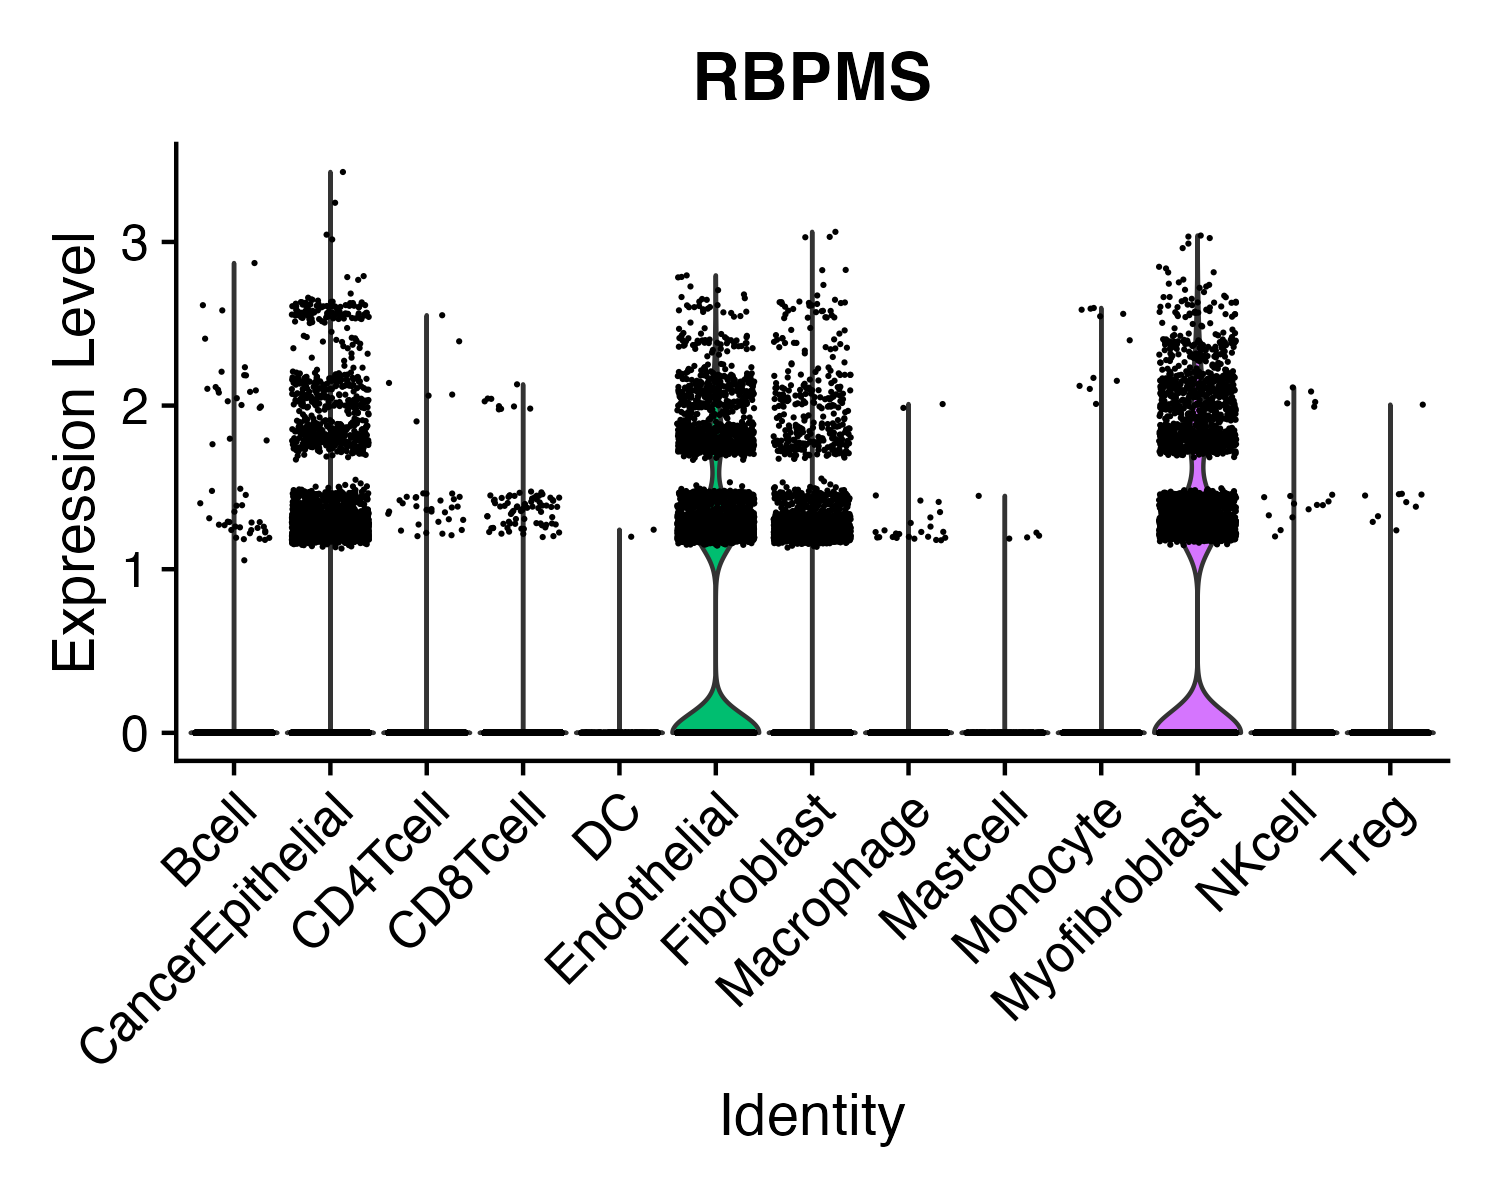 RBPMS
Expression Level
3
2
1
0
Bcell
CancerEpithelial
CD4Tcell
CD8Tcell
DC
Endothelial
Fibroblast
Macrophage
Mastcell
Monocyte
Myofibroblast
NKcell
Treg
Identity